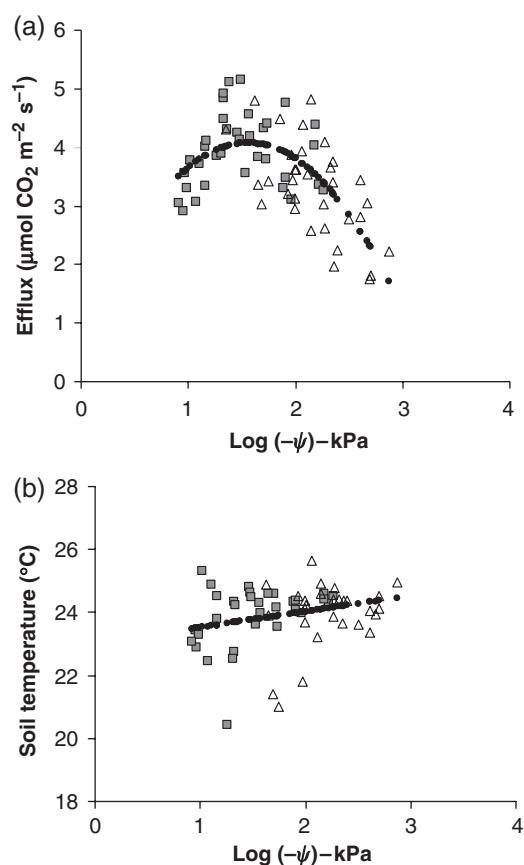 (a)
6
5
4
3
2
1
0
Efflux (μmol CO₂ m⁻² s⁻¹)
0 1 2 3 4
Log (−ψ)−kPa
(b)
28
26
24
22
20
18
Soil temperature (°C)
0 1 2 3 4
Log (−ψ)−kPa